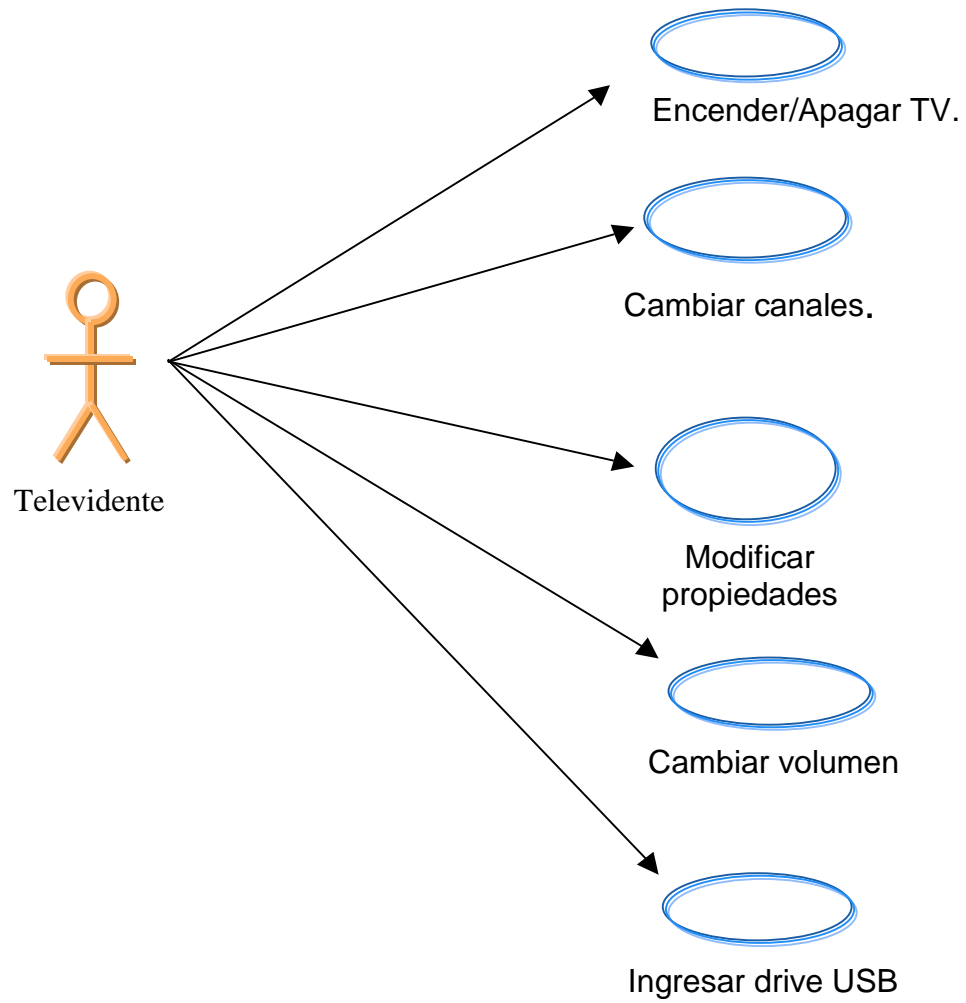 Encender/Apagar TV.
Cambiar canales.
Televidente
Modificar
propiedades
Cambiar volumen
Ingresar drive USB